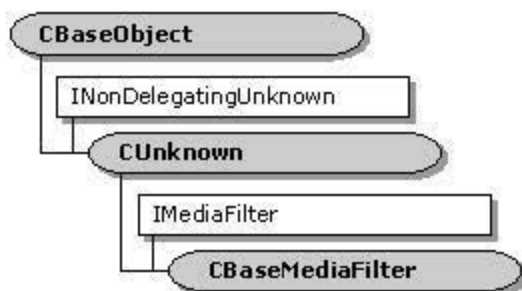 CBaseObject
INonDelegatingUnknown
CUnknown
IMediaFilter
CBaseMediaFilter